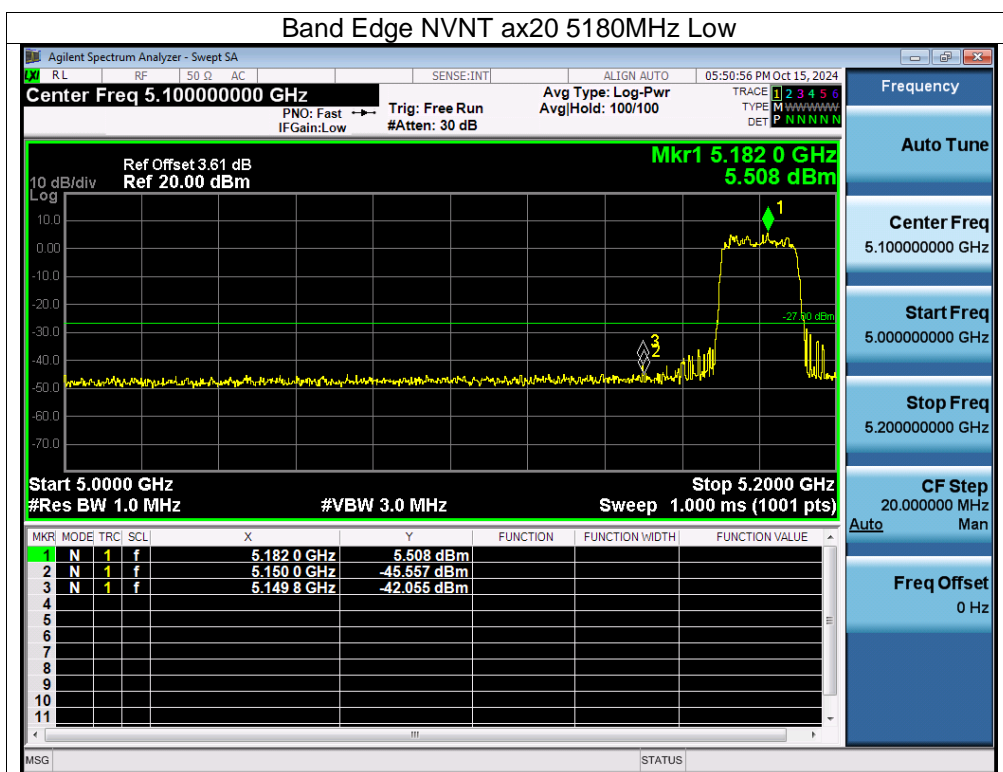 Band Edge NVNT ax20 5180MHz Low
Agilent Spectrum Analyzer - Swept SA
LXI RL RF 50 Ω AC SENSE:INT ALIGN AUTO 05:50:56 PM Oct 15, 2024
Center Freq 5.100000000 GHz
PNO: Fast
IFGain:Low
Trig: Free Run
#Atten: 30 dB
Avg Type: Log-Pwr
Avg|Hold: 100/100
TRACE 1 2 3 4 5 6
TYPE M WWWWW
DET P N N N N N
Mkr1 5.182 0 GHz
5.508 dBm
Ref Offset 3.61 dB
10 dB/div Ref 20.00 dBm
Log
10.0
0.00
-10.0
-20.0
-30.0
-40.0
-50.0
-60.0
-70.0
1
-27.00 dBm
3
2
Start 5.0000 GHz Stop 5.2000 GHz
#Res BW 1.0 MHz #VBW 3.0 MHz Sweep 1.000 ms (1001 pts)
MKR MODE TRC SCL X Y FUNCTION FUNCTION WIDTH FUNCTION VALUE
1 N 1 f 5.182 0 GHz 5.508 dBm
2 N 1 f 5.150 0 GHz -45.557 dBm
3 N 1 f 5.149 8 GHz -42.055 dBm
4
5
6
7
8
9
10
11
MSG STATUS
Frequency
Auto Tune
Center Freq
5.100000000 GHz
Start Freq
5.000000000 GHz
Stop Freq
5.200000000 GHz
CF Step
20.000000 MHz
Auto Man
Freq Offset
0 Hz